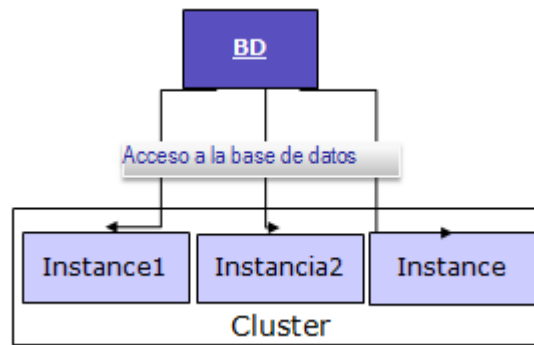 BD
Acceso a la base de datos
Instance1
Instancia2
Instance
Cluster